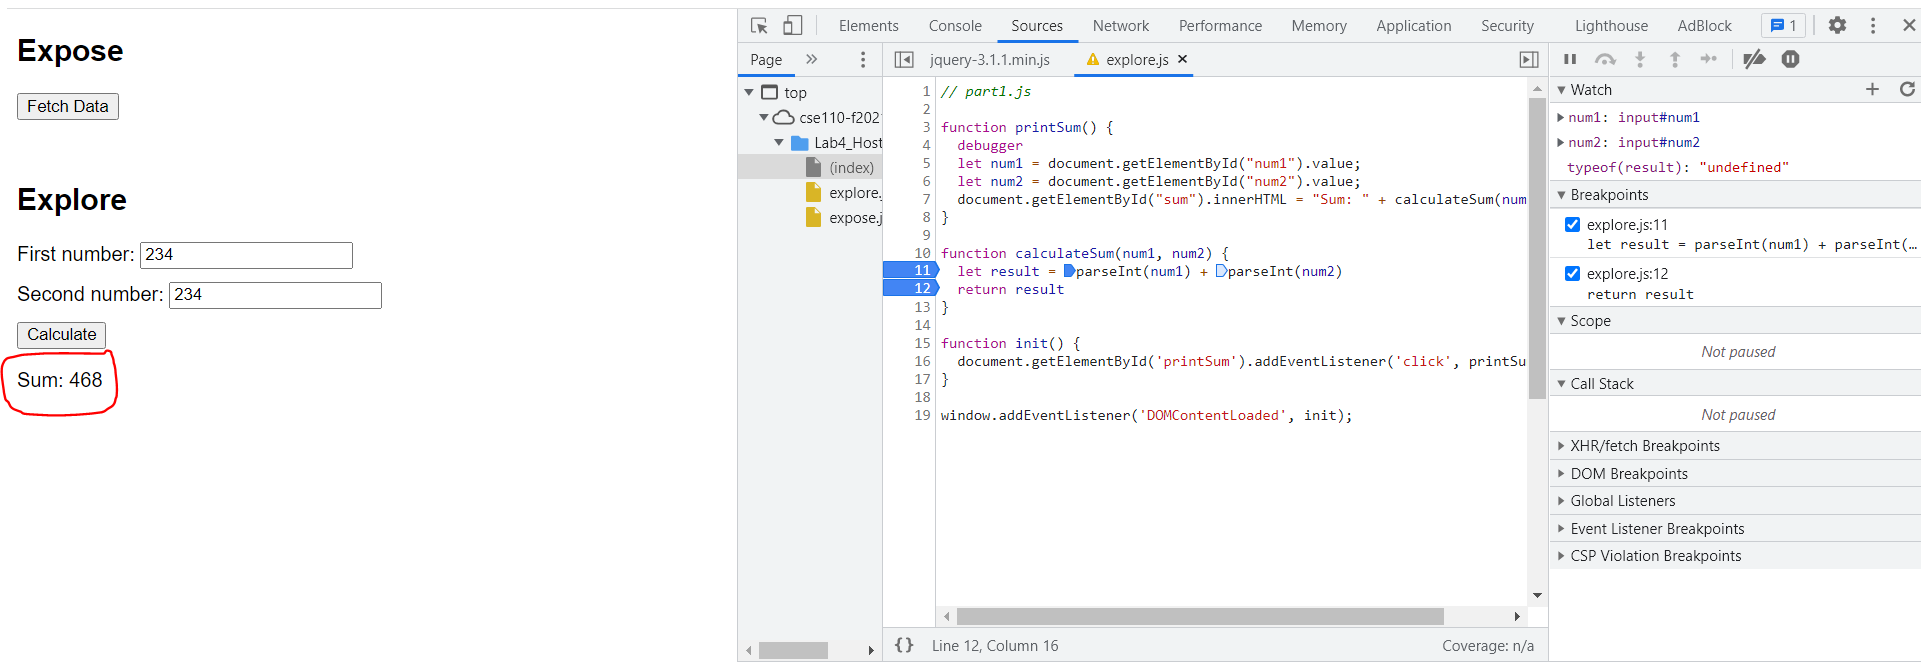 Expose
Fetch Data
Explore
First number: 234
Second number: 234
Calculate
Sum: 468
Elements Console Sources Network Performance Memory Application Security Lighthouse AdBlock 1
Page
top
cse110-f202
Lab4_Host
(index)
explore.
expose.j
jquery-3.1.1.min.js explore.js
1 // part1.js
2
3 function printSum() {
4 debugger
5 let num1 = document.getElementById("num1").value;
6 let num2 = document.getElementById("num2").value;
7 document.getElementById("sum").innerHTML = "Sum: " + calculateSum(num
8 }
9
10 function calculateSum(num1, num2) {
11 let result = parseInt(num1) + parseInt(num2)
12 return result
13 }
14
15 function init() {
16 document.getElementById('printSum').addEventListener('click', printSu
17 }
18
19 window.addEventListener('DOMContentLoaded', init);
{} Line 12, Column 16 Coverage: n/a
Watch
num1: input#num1
num2: input#num2
typeof(result): "undefined"
Breakpoints
explore.js:11
let result = parseInt(num1) + parseInt(…
explore.js:12
return result
Scope
Not paused
Call Stack
Not paused
XHR/fetch Breakpoints
DOM Breakpoints
Global Listeners
Event Listener Breakpoints
CSP Violation Breakpoints